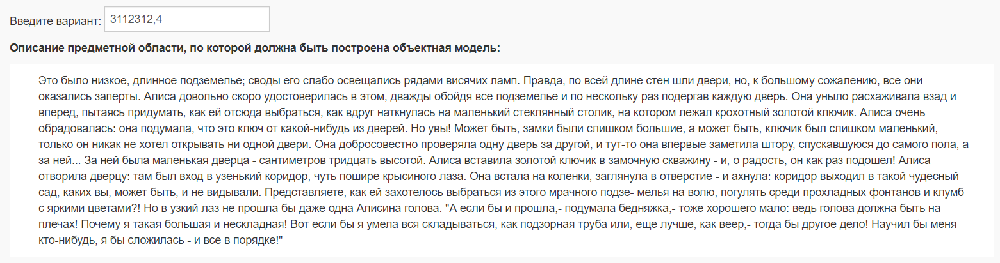 Введите вариант: 3112312,4
Описание предметной области, по которой должна быть построена объектная модель:
Это было низкое, длинное подземелье; своды его слабо освещались рядами висячих ламп. Правда, по всей длине стен шли двери, но, к большому сожалению, все они
оказались заперты. Алиса довольно скоро удостоверилась в этом, дважды обойдя все подземелье и по нескольку раз подергав каждую дверь. Она уныло расхаживала взад и
вперед, пытаясь придумать, как ей отсюда выбраться, как вдруг наткнулась на маленький стеклянный столик, на котором лежал крохотный золотой ключик. Алиса очень
обрадовалась: она подумала, что это ключ от какой-нибудь из дверей. Но увы! Может быть, замки были слишком большие, а может быть, ключик был слишком маленький,
только он никак не хотел открывать ни одной двери. Она добросовестно проверяла одну дверь за другой, и тут-то она впервые заметила штору, спускавшуюся до самого пола, а
за ней... За ней была маленькая дверца - сантиметров тридцать высотой. Алиса вставила золотой ключик в замочную скважину - и, о радость, он как раз подошел! Алиса
отворила дверцу: там был вход в узенький коридор, чуть пошире крысиного лаза. Она встала на коленки, заглянула в отверстие - и ахнула: коридор выходил в такой чудесный
сад, каких вы, может быть, и не видывали. Представляете, как ей захотелось выбраться из этого мрачного подзе- мелья на волю, погулять среди прохладных фонтанов и клумб
с яркими цветами?! Но в узкий лаз не прошла бы даже одна Алисина голова. "А если бы и прошла,- подумала бедняжка,- тоже хорошего мало: ведь голова должна быть на
плечах! Почему я такая большая и нескладная! Вот если бы я умела вся складываться, как подзорная труба или, еще лучше, как веер,- тогда бы другое дело! Научил бы меня
кто-нибудь, я бы сложилась - и все в порядке!"